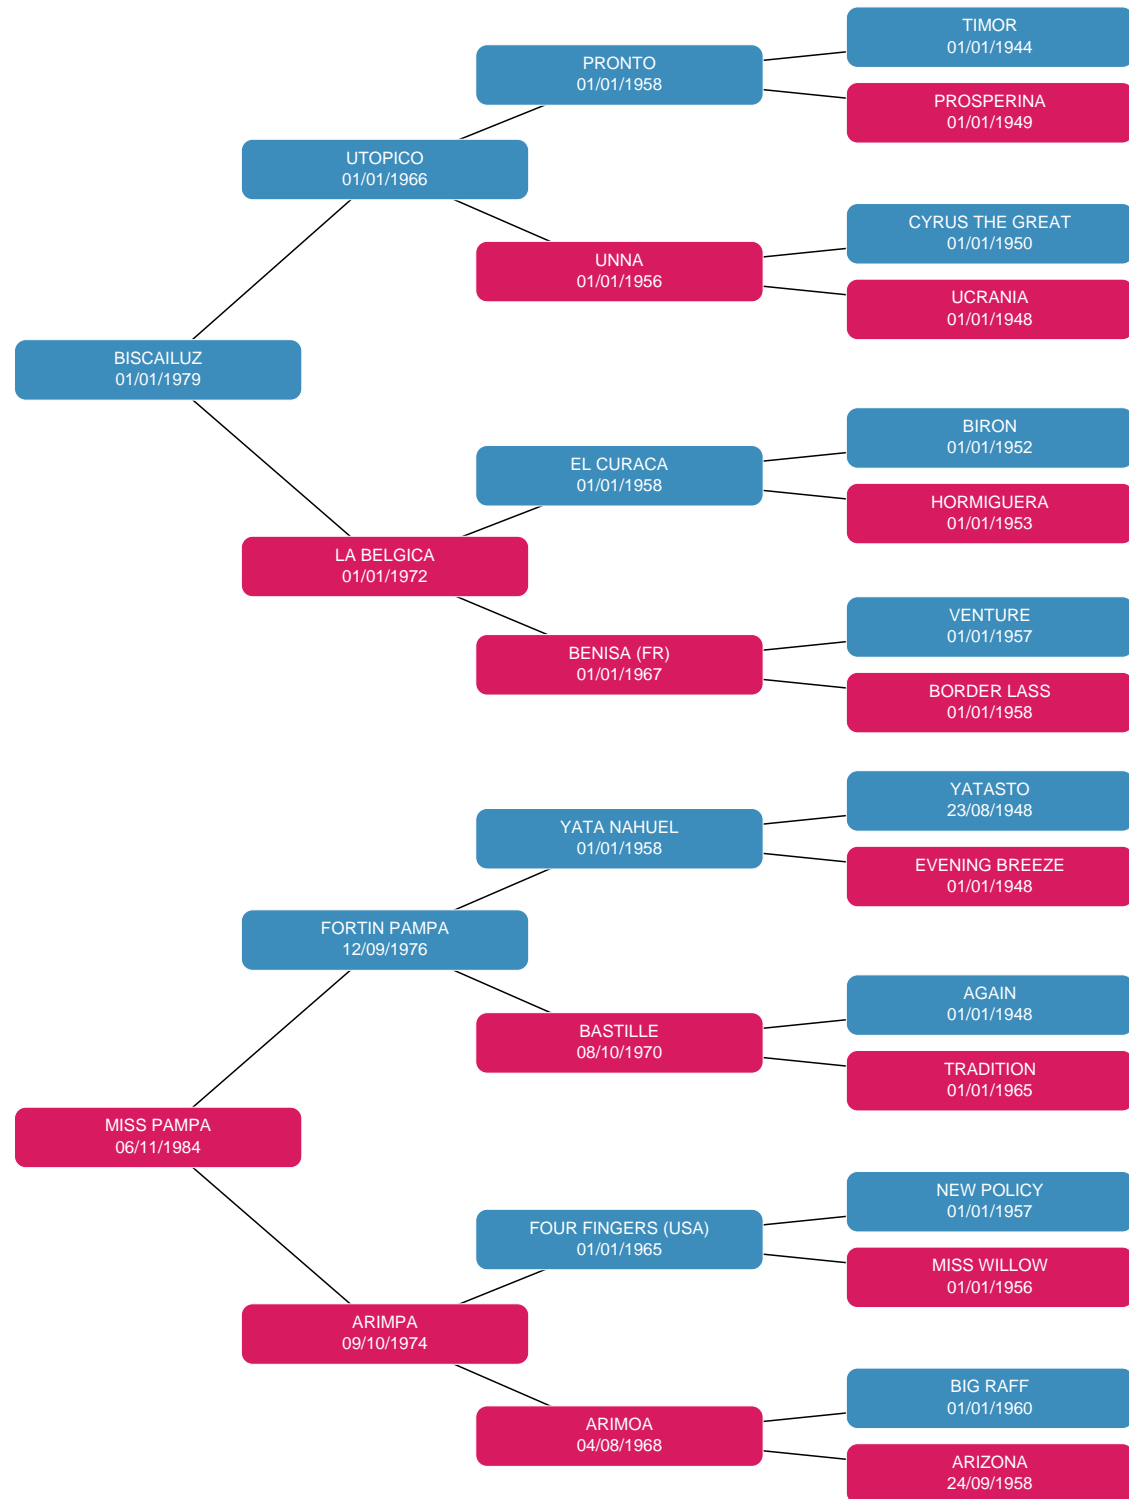 TIMOR
01/01/1944
PRONTO
01/01/1958
PROSPERINA
01/01/1949
UTOPICO
01/01/1966
CYRUS THE GREAT
01/01/1950
UNNA
01/01/1956
UCRANIA
01/01/1948
BISCAILUZ
01/01/1979
BIRON
01/01/1952
EL CURACA
01/01/1958
HORMIGUERA
01/01/1953
LA BELGICA
01/01/1972
VENTURE
01/01/1957
BENISA (FR)
01/01/1967
BORDER LASS
01/01/1958
YATASTO
23/08/1948
YATA NAHUEL
01/01/1958
EVENING BREEZE
01/01/1948
FORTIN PAMPA
12/09/1976
AGAIN
01/01/1948
BASTILLE
08/10/1970
TRADITION
01/01/1965
MISS PAMPA
06/11/1984
NEW POLICY
01/01/1957
FOUR FINGERS (USA)
01/01/1965
MISS WILLOW
01/01/1956
ARIMPA
09/10/1974
BIG RAFF
01/01/1960
ARIMOA
04/08/1968
ARIZONA
24/09/1958